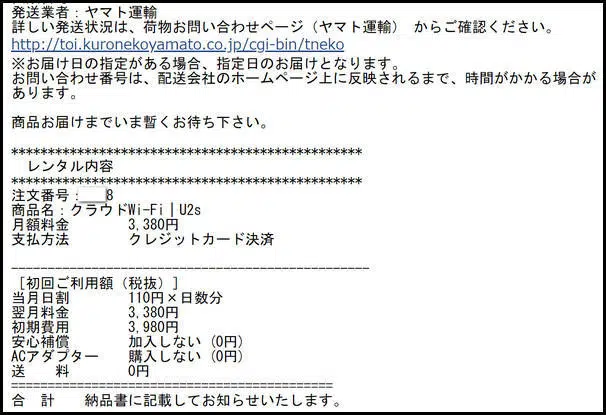 発送業者：ヤマト運輸
詳しい発送状況は、荷物お問い合わせページ（ヤマト運輸） からご確認ください。
http://toi.kuronekoyamato.co.jp/cgi-bin/tneko
※お届け日の指定がある場合、指定日のお届けとなります。
お問い合わせ番号は、配送会社のホームページ上に反映されるまで、時間がかかる場合が
あります。
商品お届けまでいま暫くお待ち下さい。
************************************************
レンタル内容
************************************************
注文番号： 8
商品名：クラウドWi-Fi｜U2s
月額料金 3,380円
支払方法 クレジットカード決済
-------------------------------------------------
［初回ご利用額（税抜）］
当月日割 110円×日数分
翌月料金 3,380円
初期費用 3,980円
安心補償 加入しない（0円）
ACアダプター 購入しない（0円）
送　料 0円
============================================
合　計 納品書に記載してお知らせいたします。